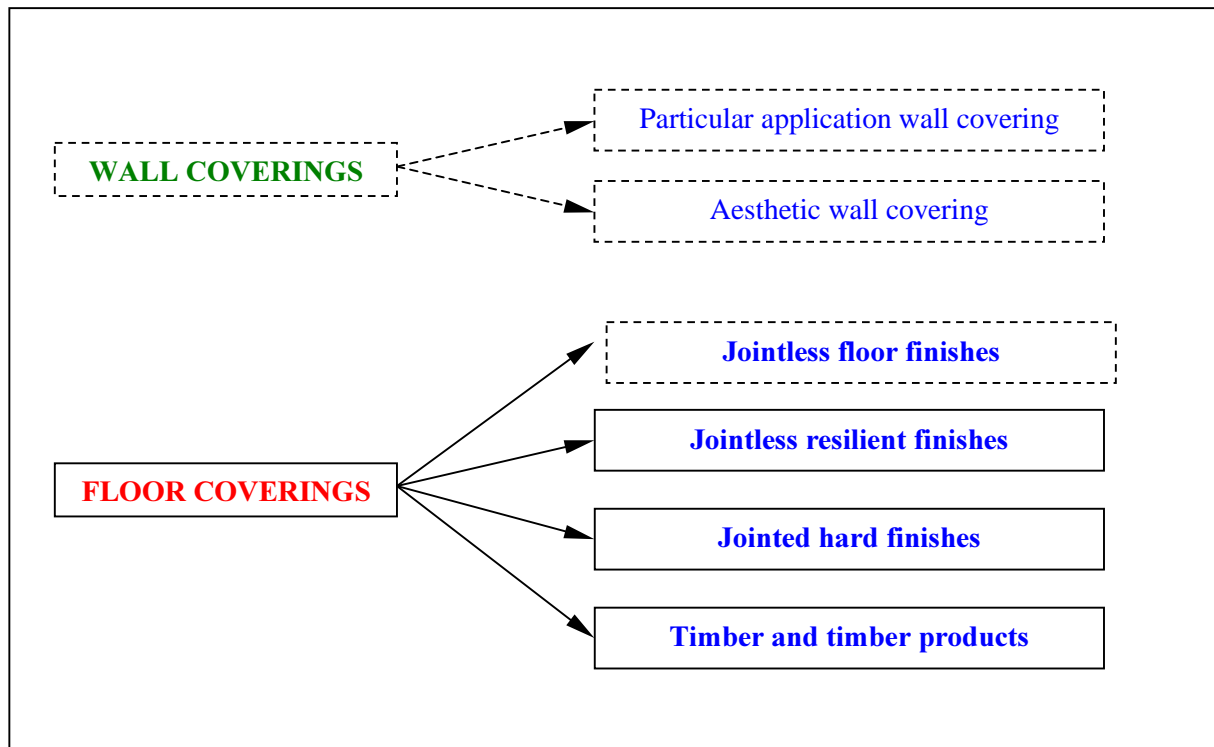 WALL COVERINGS
Particular application wall covering
Aesthetic wall covering
FLOOR COVERINGS
Jointless floor finishes
Jointless resilient finishes
Jointed hard finishes
Timber and timber products